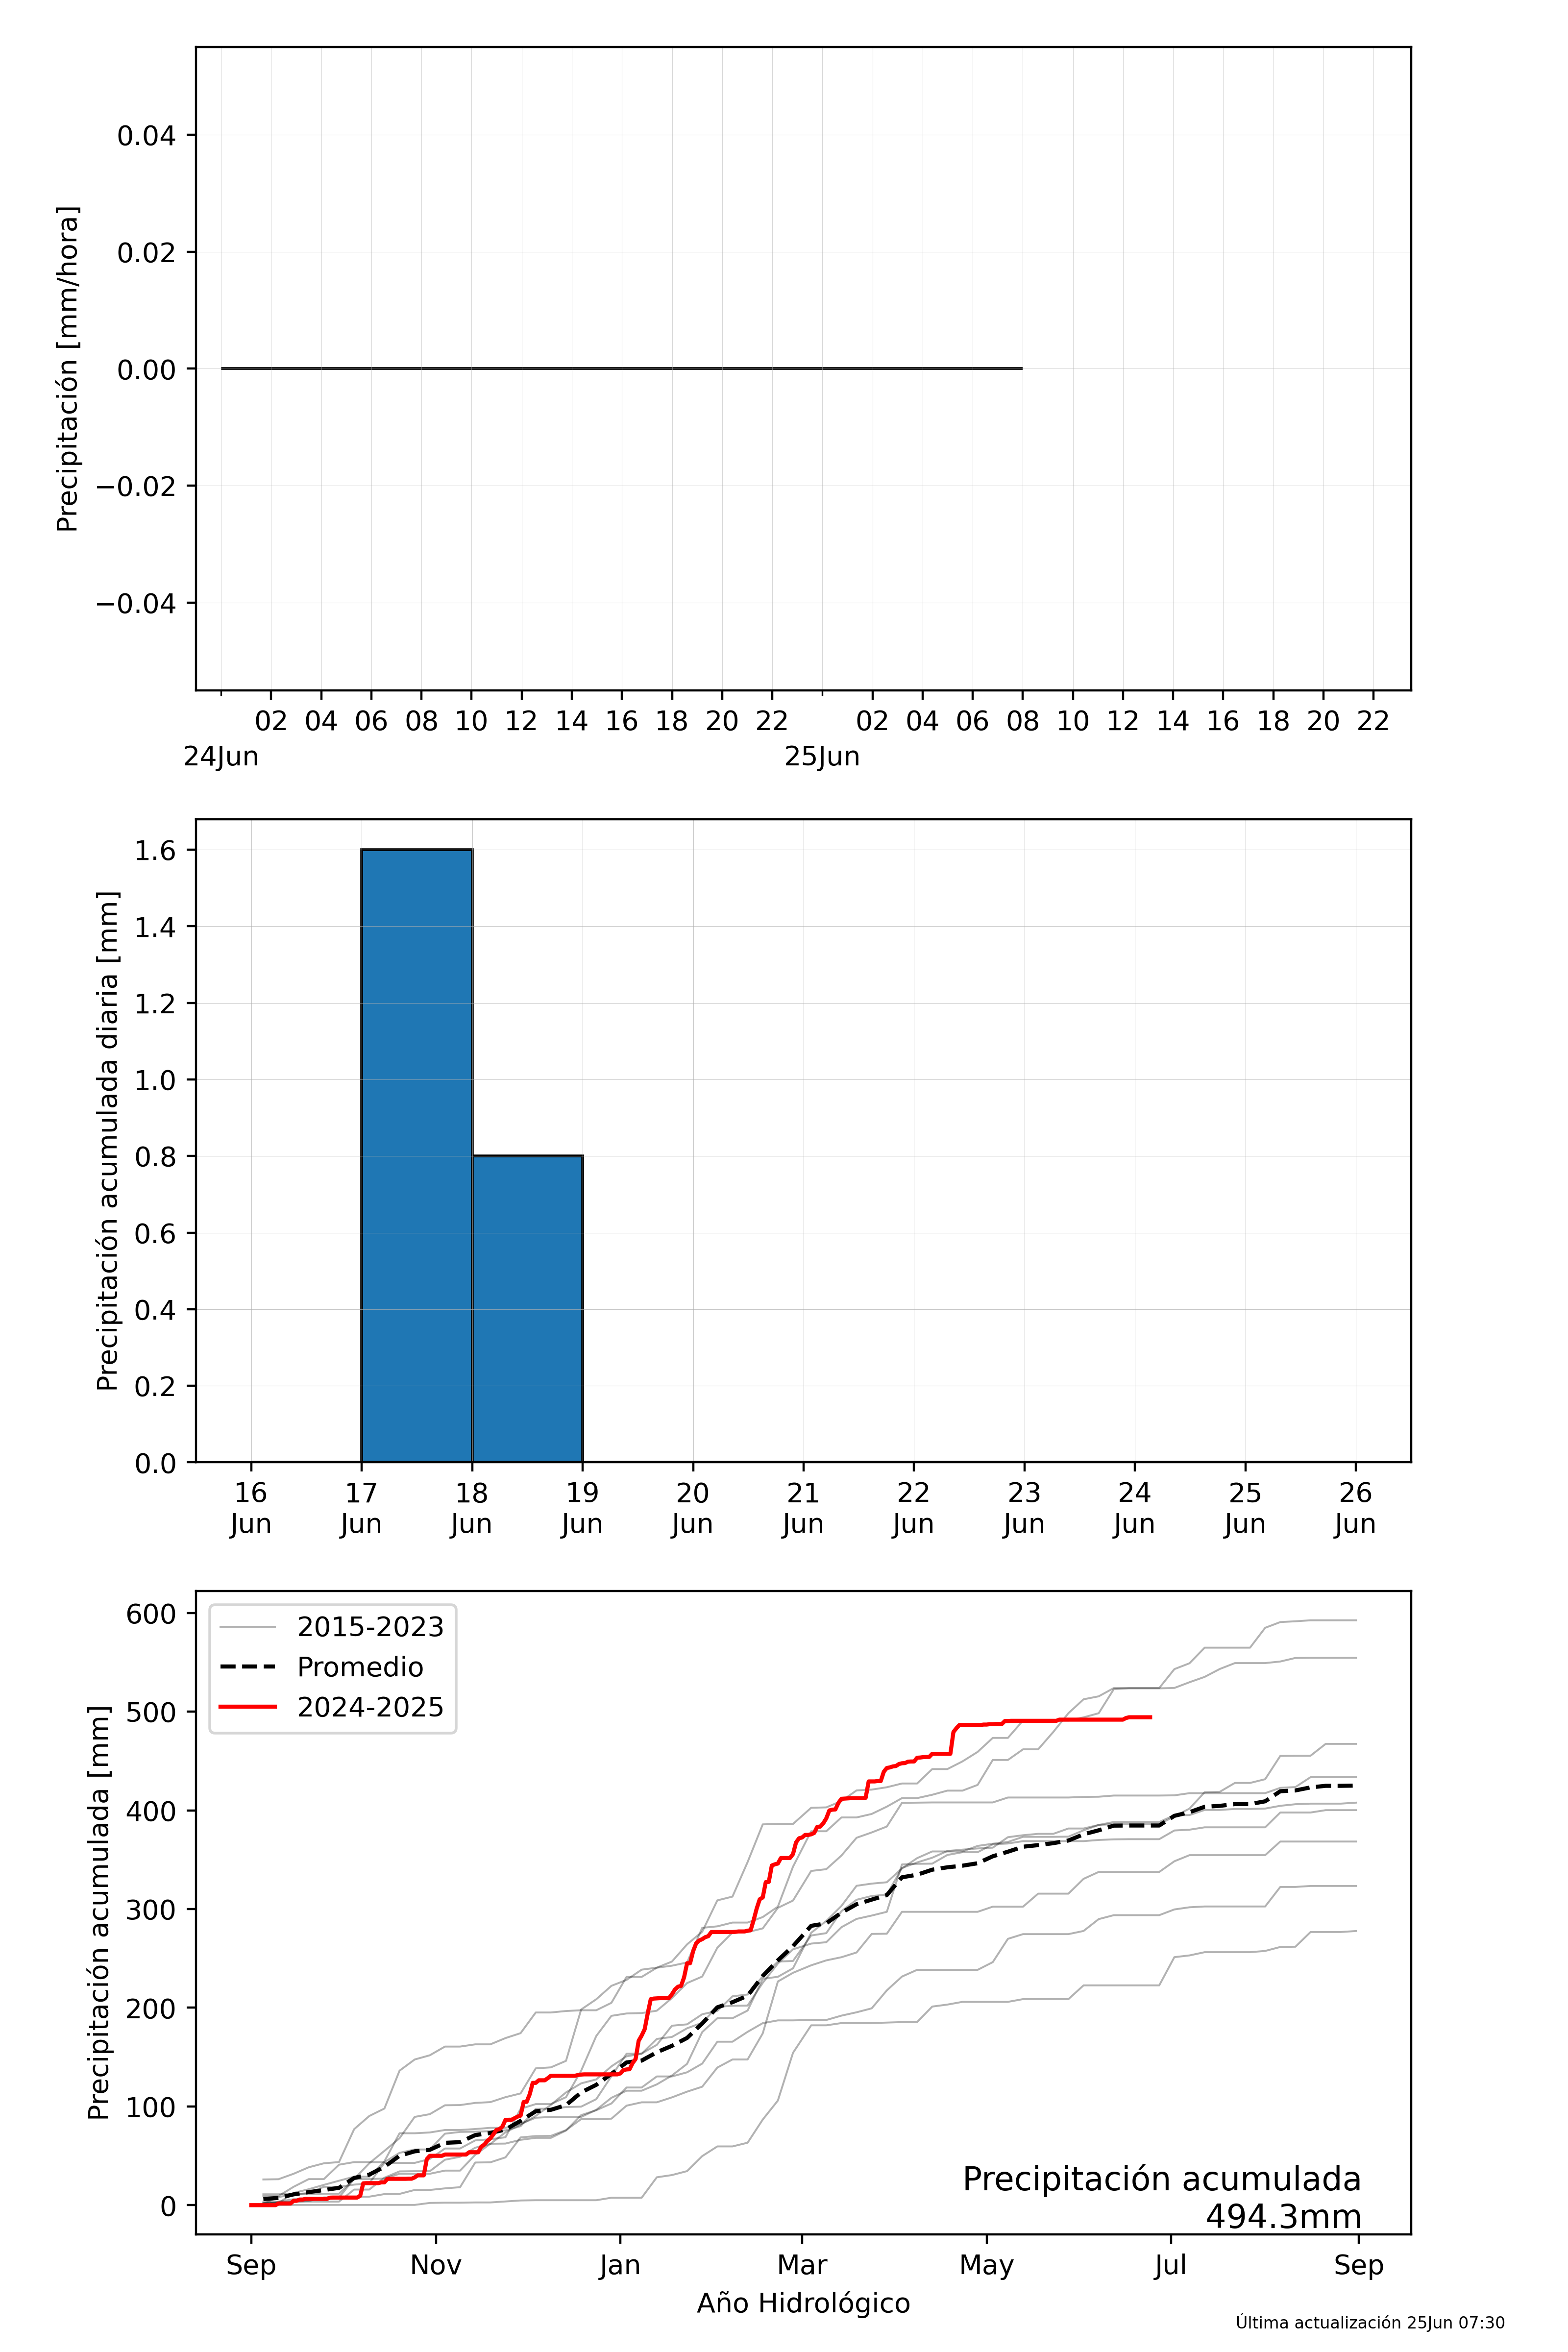 Precipitación [mm/hora]
0.04
0.02
0.00
−0.02
−0.04
02 04 06 08 10 12 14 16 18 20 22 02 04 06 08 10 12 14 16 18 20 22
24Jun 25Jun
Precipitación acumulada diaria [mm]
1.6
1.4
1.2
1.0
0.8
0.6
0.4
0.2
0.0
16 17 18 19 20 21 22 23 24 25 26
Jun Jun Jun Jun Jun Jun Jun Jun Jun Jun Jun
Precipitación acumulada [mm]
600
500
400
300
200
100
0
2015-2023
Promedio
2024-2025
Precipitación acumulada
494.3mm
Sep Nov Jan Mar May Jul Sep
Año Hidrológico
Última actualización 25Jun 07:30